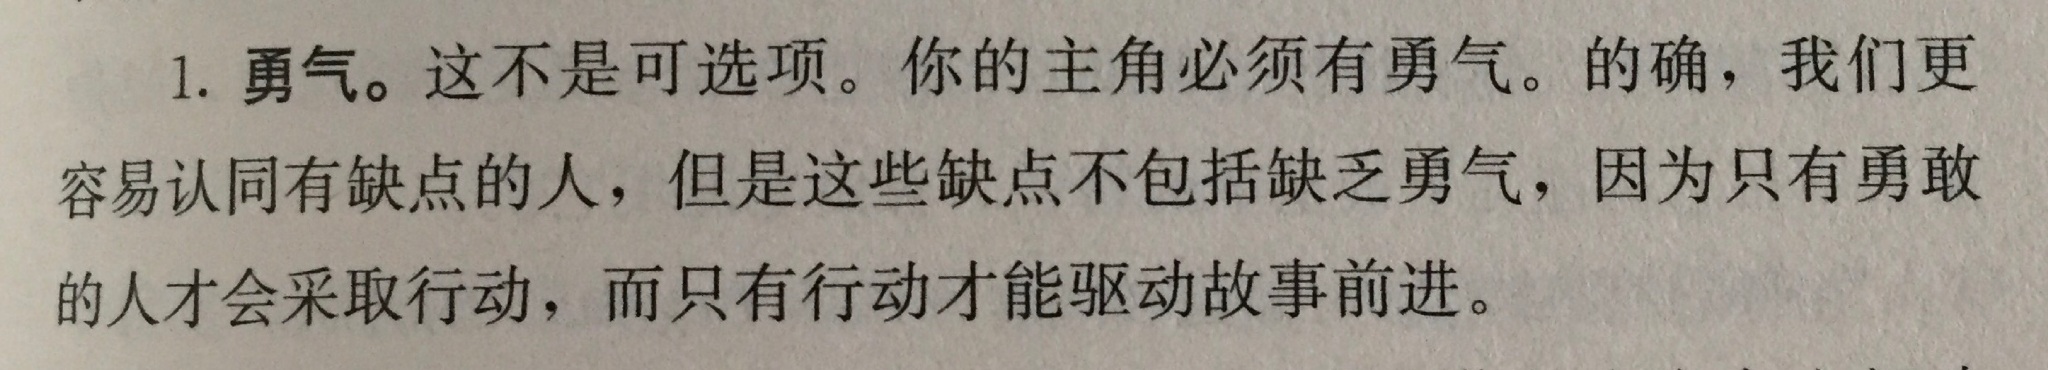 1. 勇气。这不是可选项。你的主角必须有勇气。的确，我们更
容易认同有缺点的人，但是这些缺点不包括缺乏勇气，因为只有勇敢
的人才会采取行动，而只有行动才能驱动故事前进。